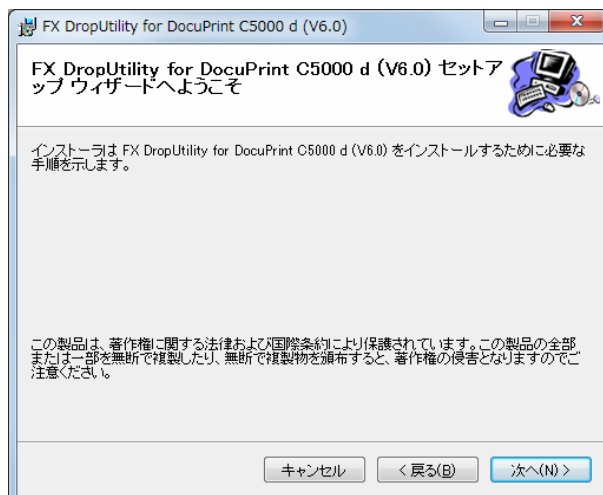 FX DropUtility for DocuPrint C5000 d (V6.0)
FX DropUtility for DocuPrint C5000 d (V6.0) セットア
ップ ウィザードへようこそ
インストーラは FX DropUtility for DocuPrint C5000 d (V6.0) をインストールするために必要な
手順を示します。
この製品は、著作権に関する法律および国際条約により保護されています。この製品の全部
または一部を無断で複製したり、無断で複製物を頒布すると、著作権の侵害となりますのでご
注意ください。
キャンセル
< 戻る(B)
次へ(N) >